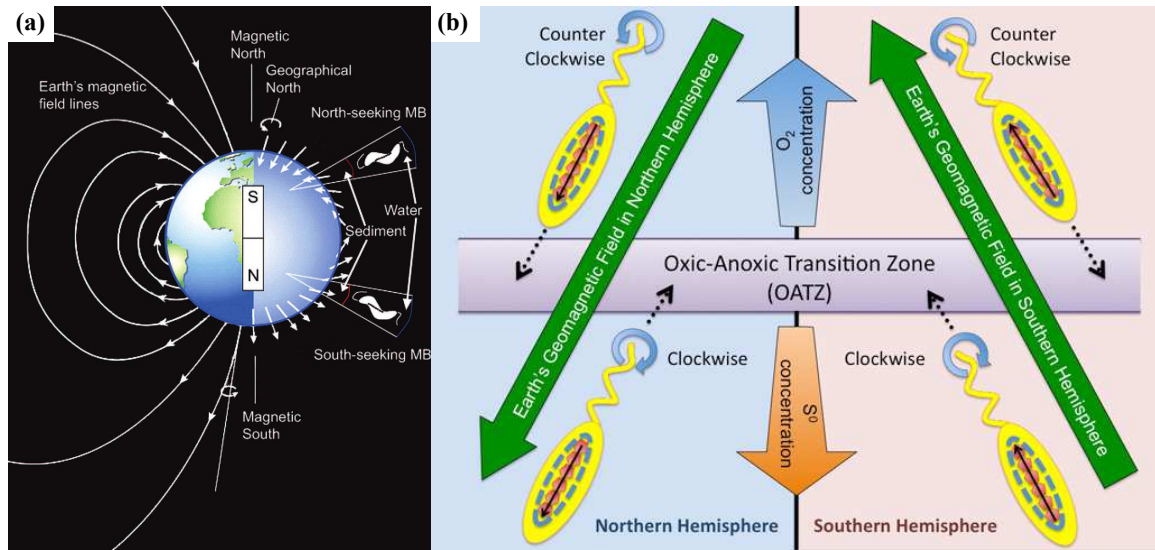 (a)
Magnetic
North
Geographical
North
Earth's magnetic
field lines
North-seeking MB
S
N
Water
Sediment
South-seeking MB
Magnetic
South
(b)
Counter
Clockwise
Earth's Geomagnetic Field in Northern Hemisphere
O2
concentration
Counter
Clockwise
Earth's Geomagnetic Field in Southern Hemisphere
Oxic-Anoxic Transition Zone
(OATZ)
Clockwise
S0
concentration
Clockwise
Northern Hemisphere
Southern Hemisphere